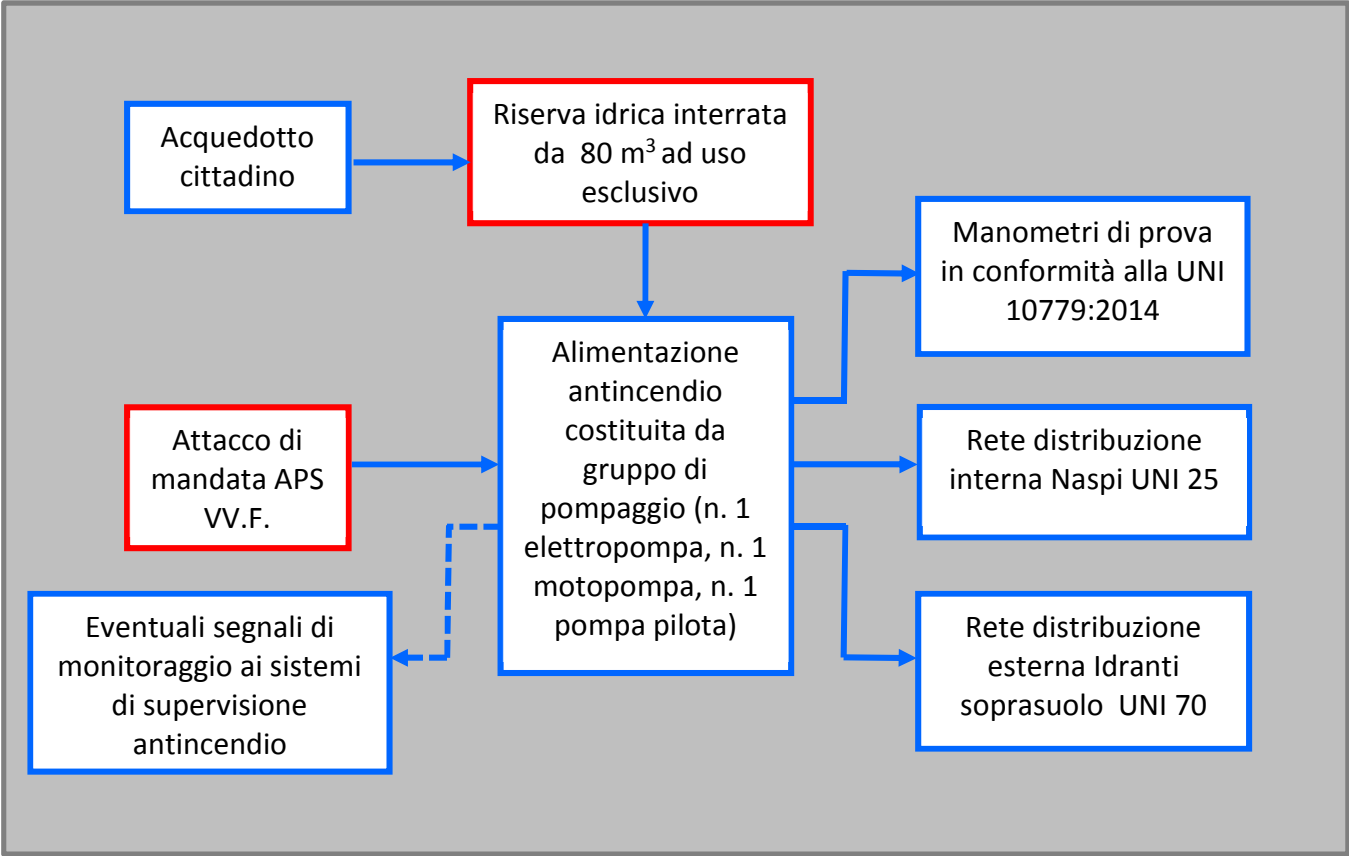 Acquedotto
cittadino
Riserva idrica interrata
da 80 m³ ad uso
esclusivo
Manometri di prova
in conformità alla UNI
10779:2014
Alimentazione
antincendio
costituita da
gruppo di
pompaggio (n. 1
elettropompa, n. 1
motopompa, n. 1
pompa pilota)
Attacco di
mandata APS
VV.F.
Rete distribuzione
interna Naspi UNI 25
Eventuali segnali di
monitoraggio ai sistemi
di supervisione
antincendio
Rete distribuzione
esterna Idranti
soprasuolo UNI 70